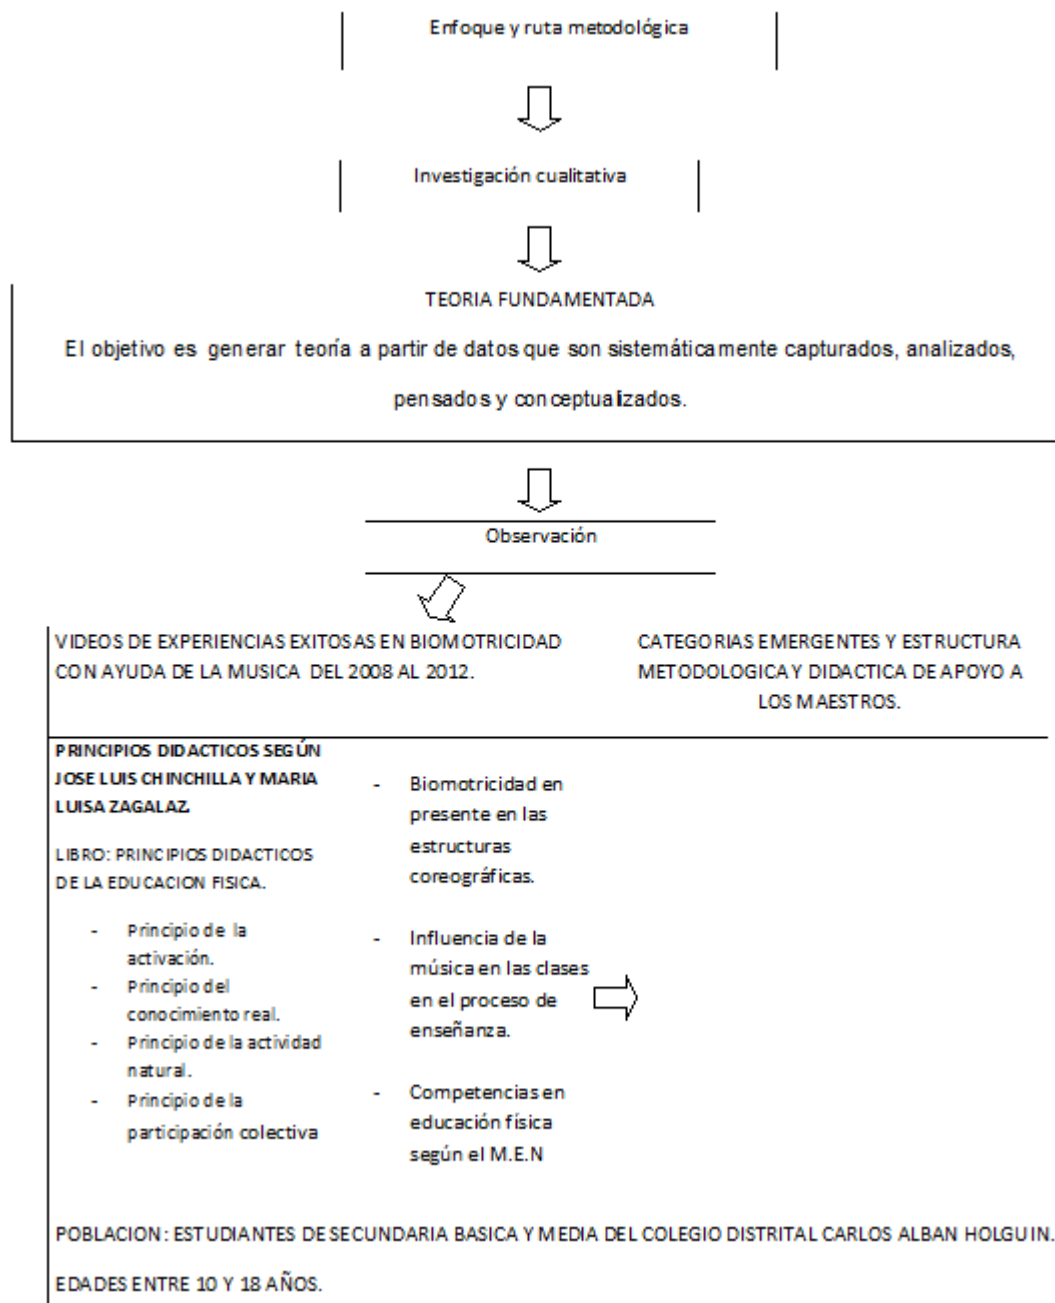 Enfoque y ruta metodológica
Investigación cualitativa
TEORIA FUNDAMENTADA
El objetivo es generar teoría a partir de datos que son sistemáticamente capturados, analizados,
pensados y conceptualizados.
Observación
VIDEOS DE EXPERIENCIAS EXITOSAS EN BIOMOTRICIDAD
CON AYUDA DE LA MUSICA DEL 2008 AL 2012.
CATEGORIAS EMERGENTES Y ESTRUCTURA
METODOLOGICA Y DIDACTICA DE APOYO A
LOS MAESTROS.
PRINCIPIOS DIDACTICOS SEGÚN
JOSE LUIS CHINCHILLA Y MARIA
LUISA ZAGALAZ.
LIBRO: PRINCIPIOS DIDACTICOS
DE LA EDUCACION FISICA.
- Principio de la
activación.
- Principio del
conocimiento real.
- Principio de la actividad
natural.
- Principio de la
participación colectiva
- Biomotricidad en
presente en las
estructuras
coreográficas.
- Influencia de la
música en las clases
en el proceso de
enseñanza.
- Competencias en
educación física
según el M.E.N
POBLACION: ESTUDIANTES DE SECUNDARIA BASICA Y MEDIA DEL COLEGIO DISTRITAL CARLOS ALBAN HOLGUIN.
EDADES ENTRE 10 Y 18 AÑOS.